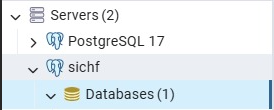 Servers (2)
PostgreSQL 17
sichf
Databases (1)